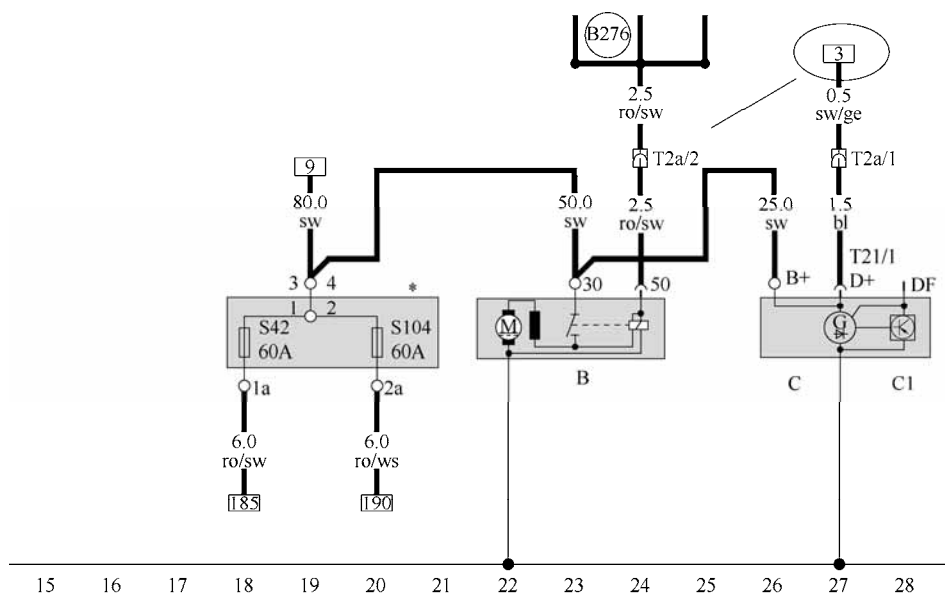 B276
3
2.5
ro/sw
0.5
sw/ge
T2a/2
T2a/1
9
80.0
sw
50.0
sw
2.5
ro/sw
25.0
sw
1.5
bl
T21/1
3
4
*
30
50
B+
D+
DF
1
2
S42
60A
S104
60A
M
G
B
C
C1
1a
2a
6.0
ro/sw
6.0
ro/ws
185
190
15 16 17 18 19 20 21 22 23 24 25 26 27 28